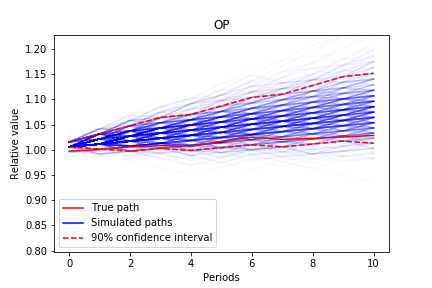 OP
1.20
1.15
1.10
1.05
1.00
0.95
0.90
0.85
0.80
Relative value
True path
Simulated paths
90% confidence interval
0 2 4 6 8 10
Periods